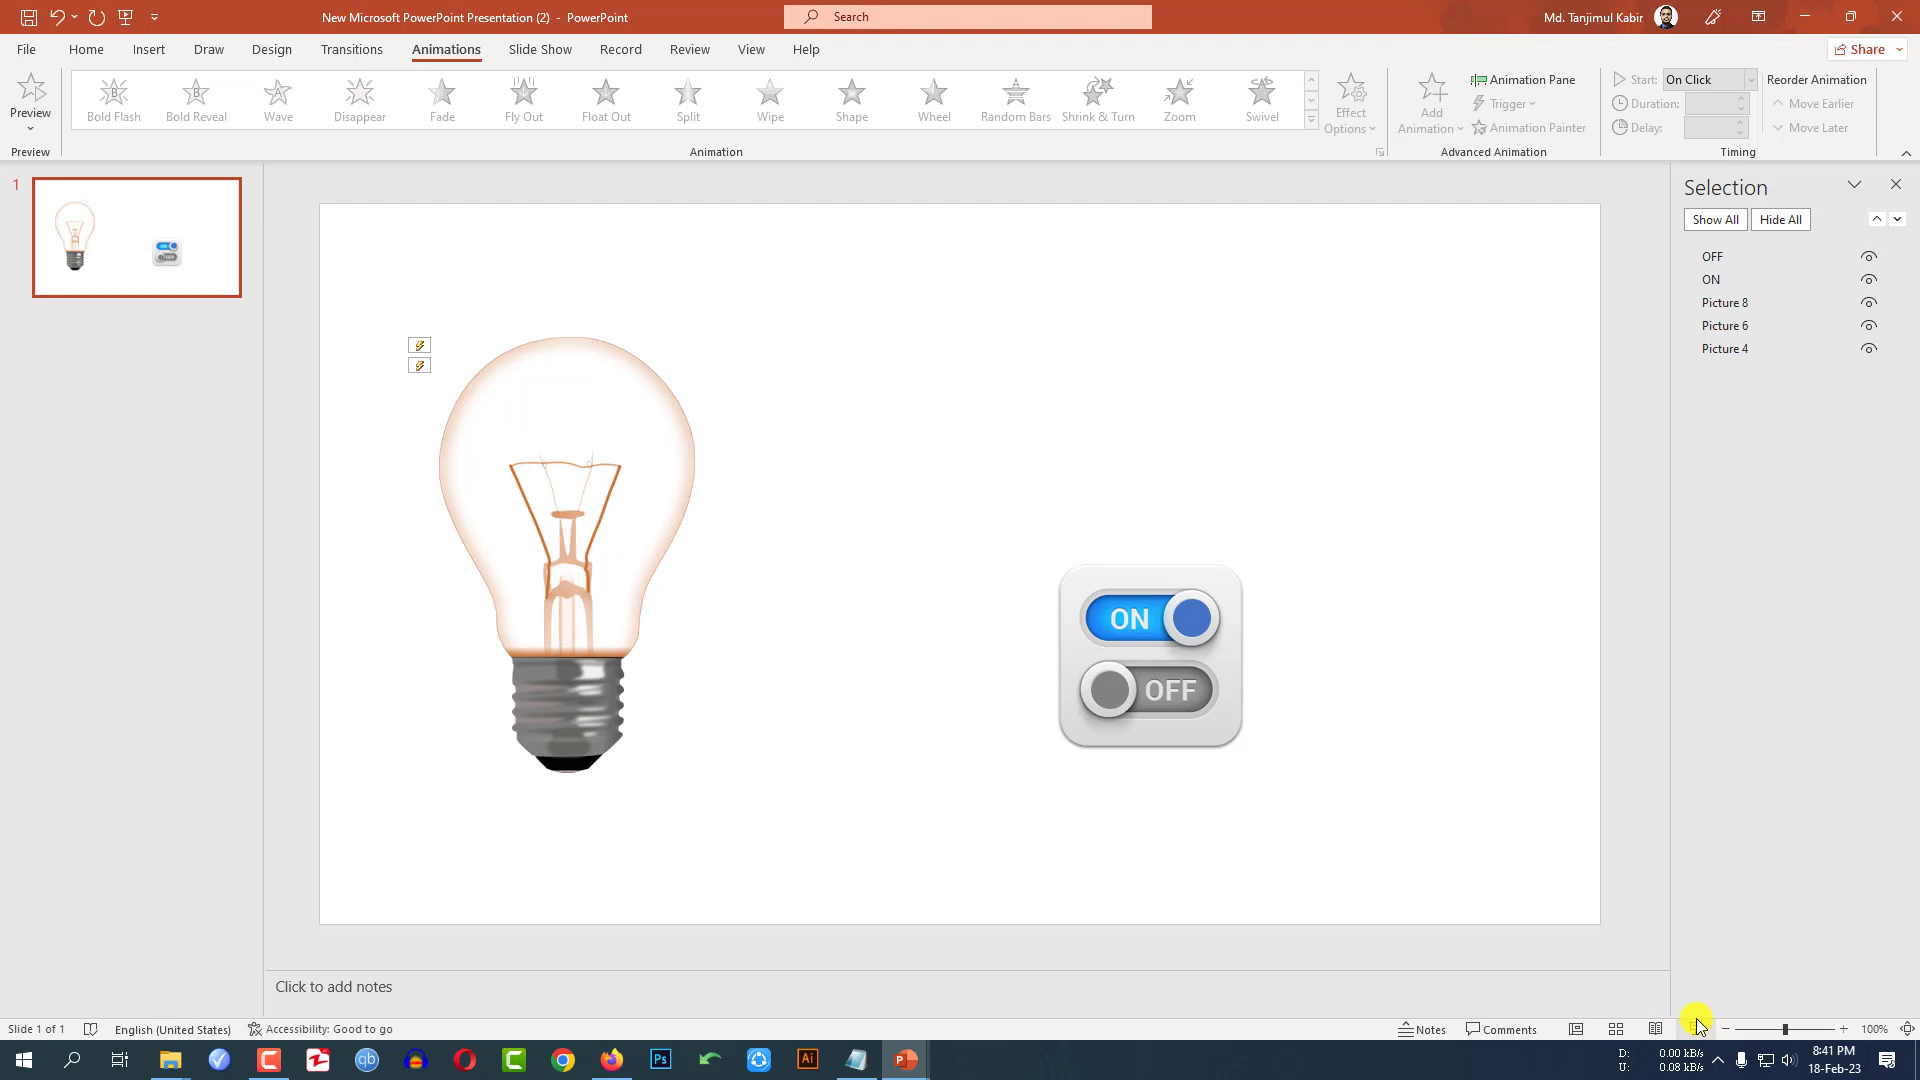 New Microsoft PowerPoint Presentation (2) - PowerPoint
Search
Md. Tanjimul Kabir
File
Home
Insert
Draw
Design
Transitions
Animations
Slide Show
Record
Review
View
Help
Share
Preview
Bold Flash
Bold Reveal
Wave
Disappear
Fade
Fly Out
Float Out
Split
Wipe
Shape
Wheel
Random Bars
Shrink & Turn
Zoom
Swivel
Effect
Options
Add
Animation
Animation Pane
Trigger
Animation Painter
Start: On Click
Duration:
Delay:
Reorder Animation
Move Earlier
Move Later
Preview
Animation
Advanced Animation
Timing
1
ON
OFF
Selection
Show All
Hide All
OFF
ON
Picture 8
Picture 6
Picture 4
Click to add notes
Slide 1 of 1
English (United States)
Accessibility: Good to go
Notes
Comments
100%
qb
Ps
Ai
D: 0.00 kB/s
U: 0.08 kB/s
8:41 PM
18-Feb-23